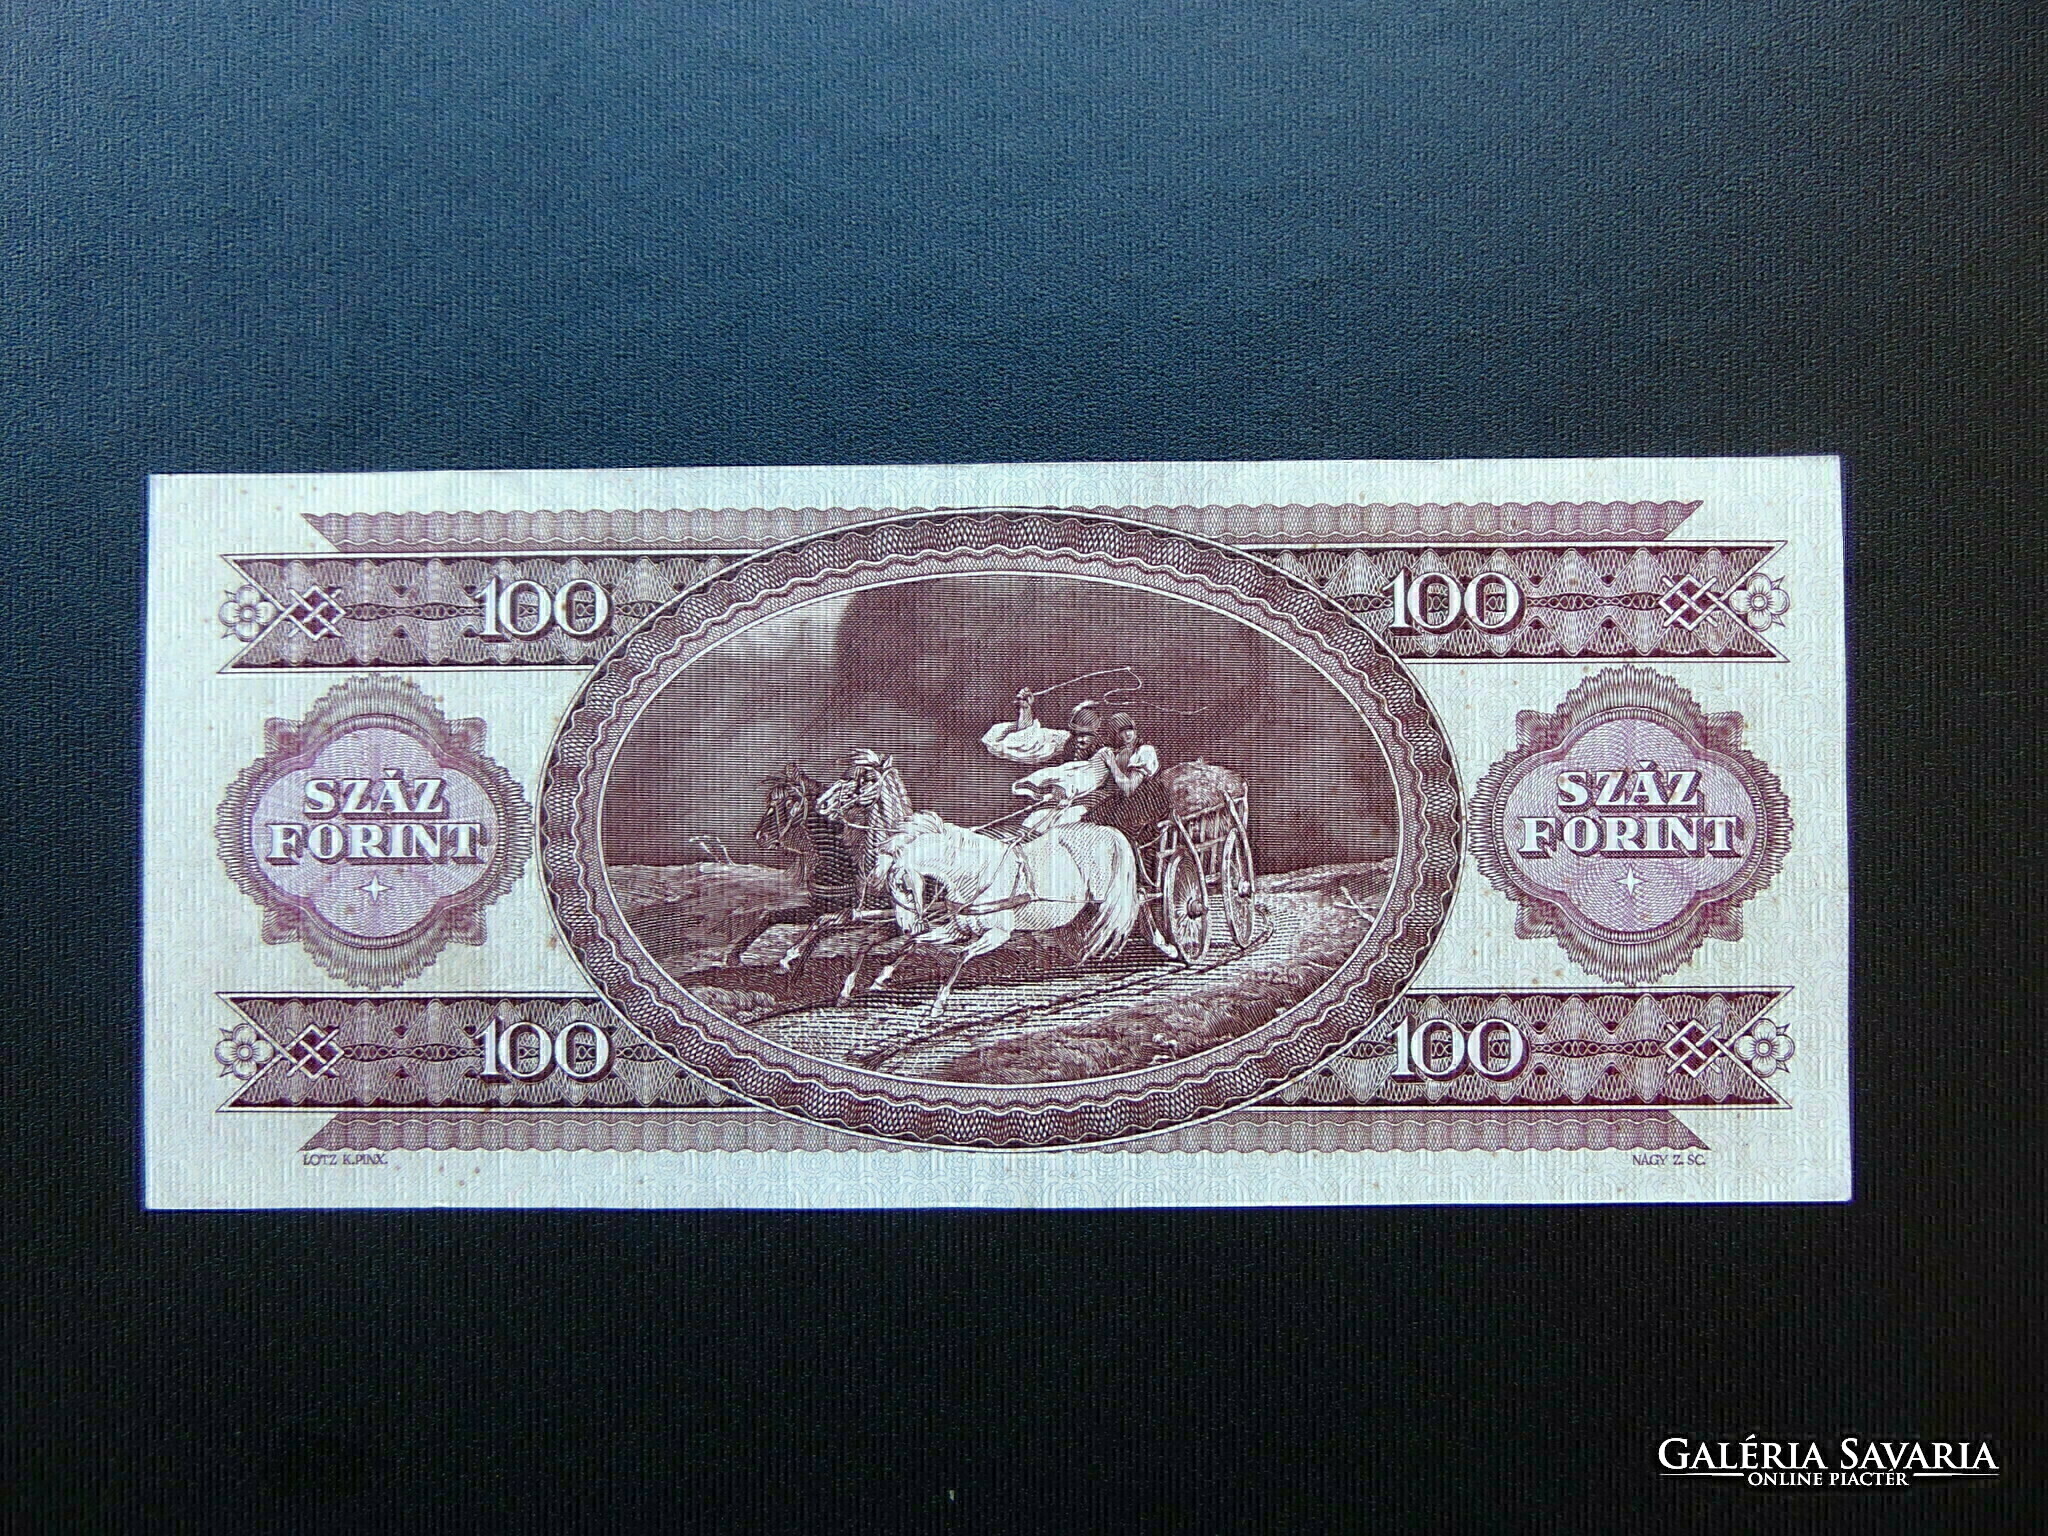 100
100
SZÁZ
FORINT
SZÁZ
FORINT
100
100
LOTZ K. PINX.
NAGY Z. SC.
GALÉRIA SAVARIA
ONLINE PIACTÉR